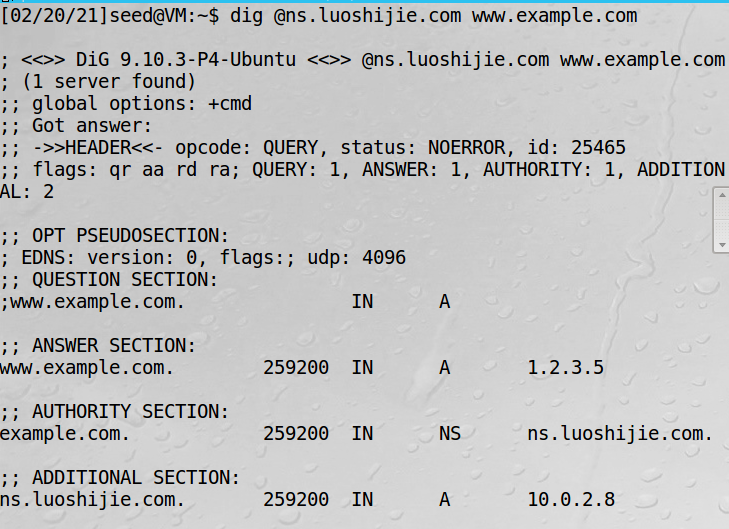 [02/20/21]seed@VM:~$ dig @ns.luoshijie.com www.example.com

; <<>> DiG 9.10.3-P4-Ubuntu <<>> @ns.luoshijie.com www.example.com
; (1 server found)
;; global options: +cmd
;; Got answer:
;; ->>HEADER<<- opcode: QUERY, status: NOERROR, id: 25465
;; flags: qr aa rd ra; QUERY: 1, ANSWER: 1, AUTHORITY: 1, ADDITION
AL: 2

;; OPT PSEUDOSECTION:
; EDNS: version: 0, flags:; udp: 4096
;; QUESTION SECTION:
;www.example.com.               IN      A

;; ANSWER SECTION:
www.example.com.        259200  IN      A       1.2.3.5

;; AUTHORITY SECTION:
example.com.            259200  IN      NS      ns.luoshijie.com.

;; ADDITIONAL SECTION:
ns.luoshijie.com.       259200  IN      A       10.0.2.8